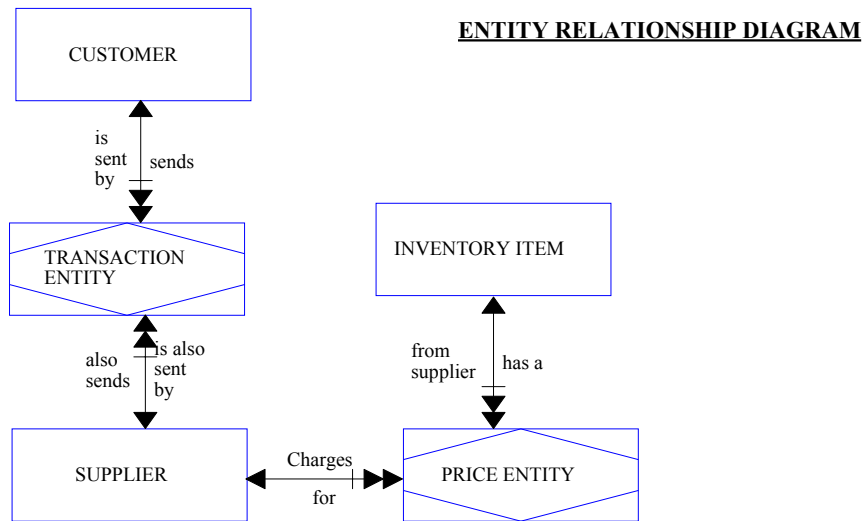 ENTITY RELATIONSHIP DIAGRAM
CUSTOMER
is
sent
by
sends
TRANSACTION
ENTITY
INVENTORY ITEM
also
sends
is also
sent
by
from
supplier
has a
SUPPLIER
Charges
for
PRICE ENTITY